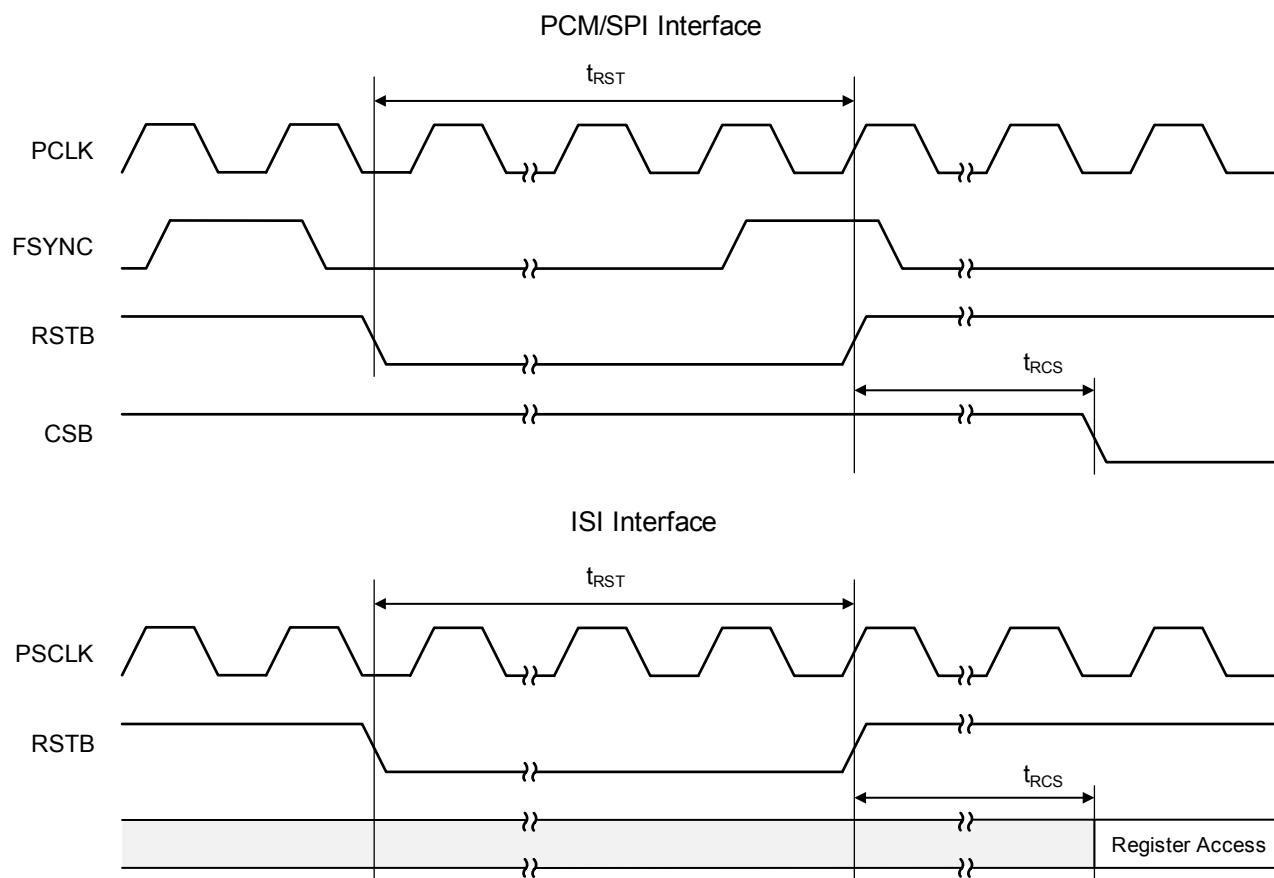 PCM/SPI Interface
tRST
PCLK
FSYNC
RSTB
tRCS
CSB
ISI Interface
tRST
PSCLK
RSTB
tRCS
Register Access